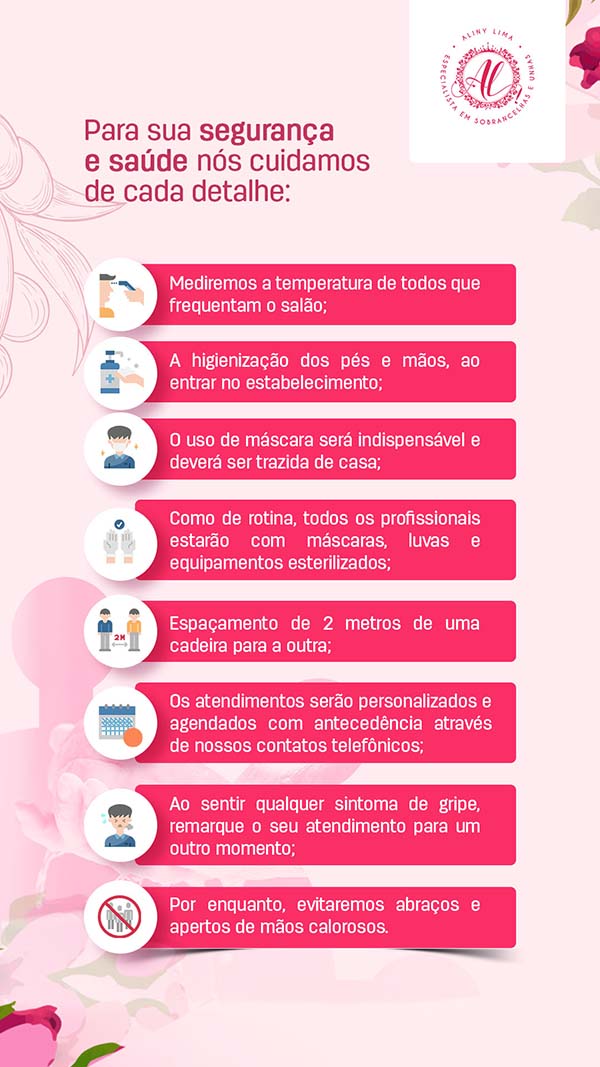 • ALINY LIMA •
AL
ESPECIALISTA EM SOBRANCELHAS E UNHAS
Para sua segurança
e saúde nós cuidamos
de cada detalhe:
Mediremos a temperatura de todos que
frequentam o salão;
A higienização dos pés e mãos, ao
entrar no estabelecimento;
O uso de máscara será indispensável e
deverá ser trazida de casa;
Como de rotina, todos os profissionais
estarão com máscaras, luvas e
equipamentos esterilizados;
2M
Espaçamento de 2 metros de uma
cadeira para a outra;
Os atendimentos serão personalizados e
agendados com antecedência através
de nossos contatos telefônicos;
Ao sentir qualquer sintoma de gripe,
remarque o seu atendimento para um
outro momento;
Por enquanto, evitaremos abraços e
apertos de mãos calorosos.